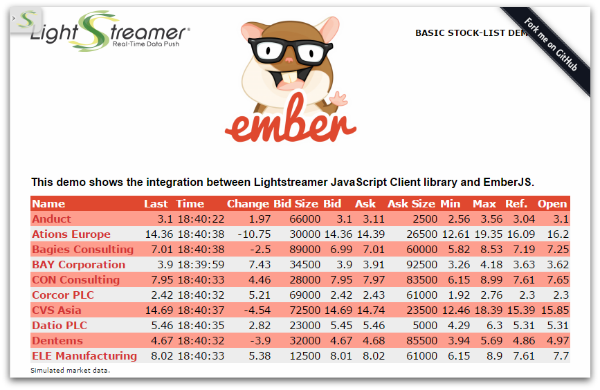 LightStreamer®
Real-Time Data Push
BASIC STOCK-LIST DEM
Fork me on GitHub
ember
This demo shows the integration between Lightstreamer JavaScript Client library and EmberJS.
Name Last Time Change Bid Size Bid Ask Ask Size Min Max Ref. Open
Anduct 3.1 18:40:22 1.97 66000 3.1 3.11 2500 2.56 3.56 3.04 3.1
Ations Europe 14.36 18:40:38 -10.75 30000 14.36 14.39 26500 12.61 19.35 16.09 16.2
Bagies Consulting 7.01 18:40:38 -2.5 89000 6.99 7.01 60000 5.82 8.53 7.19 7.25
BAY Corporation 3.9 18:39:59 7.43 34500 3.9 3.91 92500 3.26 4.18 3.63 3.62
CON Consulting 7.95 18:40:33 4.46 28000 7.95 7.97 83500 6.15 8.99 7.61 7.65
Corcor PLC 2.42 18:40:32 5.21 69000 2.42 2.43 61000 1.92 2.76 2.3 2.3
CVS Asia 14.69 18:40:37 -4.54 72500 14.69 14.74 23500 12.46 18.39 15.39 15.85
Datio PLC 5.46 18:40:35 2.82 23000 5.45 5.46 5000 4.29 6.3 5.31 5.31
Dentems 4.67 18:40:32 -3.9 32000 4.67 4.68 85500 3.94 5.69 4.86 4.97
ELE Manufacturing 8.02 18:40:33 5.38 12500 8.01 8.02 61000 6.15 8.9 7.61 7.7
Simulated market data.